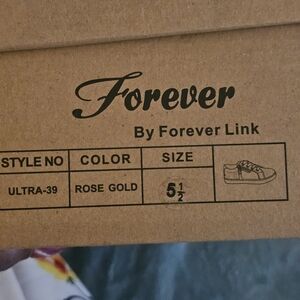 Forever
By Forever Link
STYLE NO COLOR SIZE
ULTRA-39 ROSE GOLD 5½